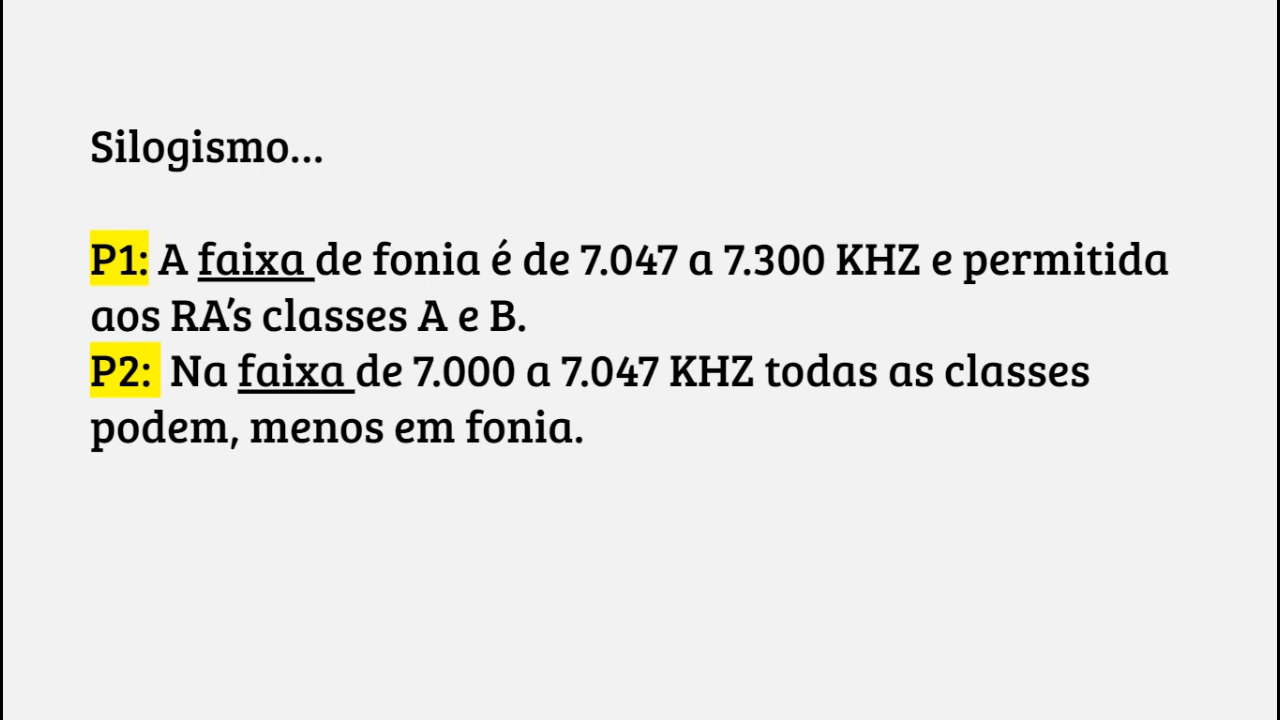 Silogismo...
P1: A faixa de fonia é de 7.047 a 7.300 KHZ e permitida
aos RA’s classes A e B.
P2: Na faixa de 7.000 a 7.047 KHZ todas as classes
podem, menos em fonia.